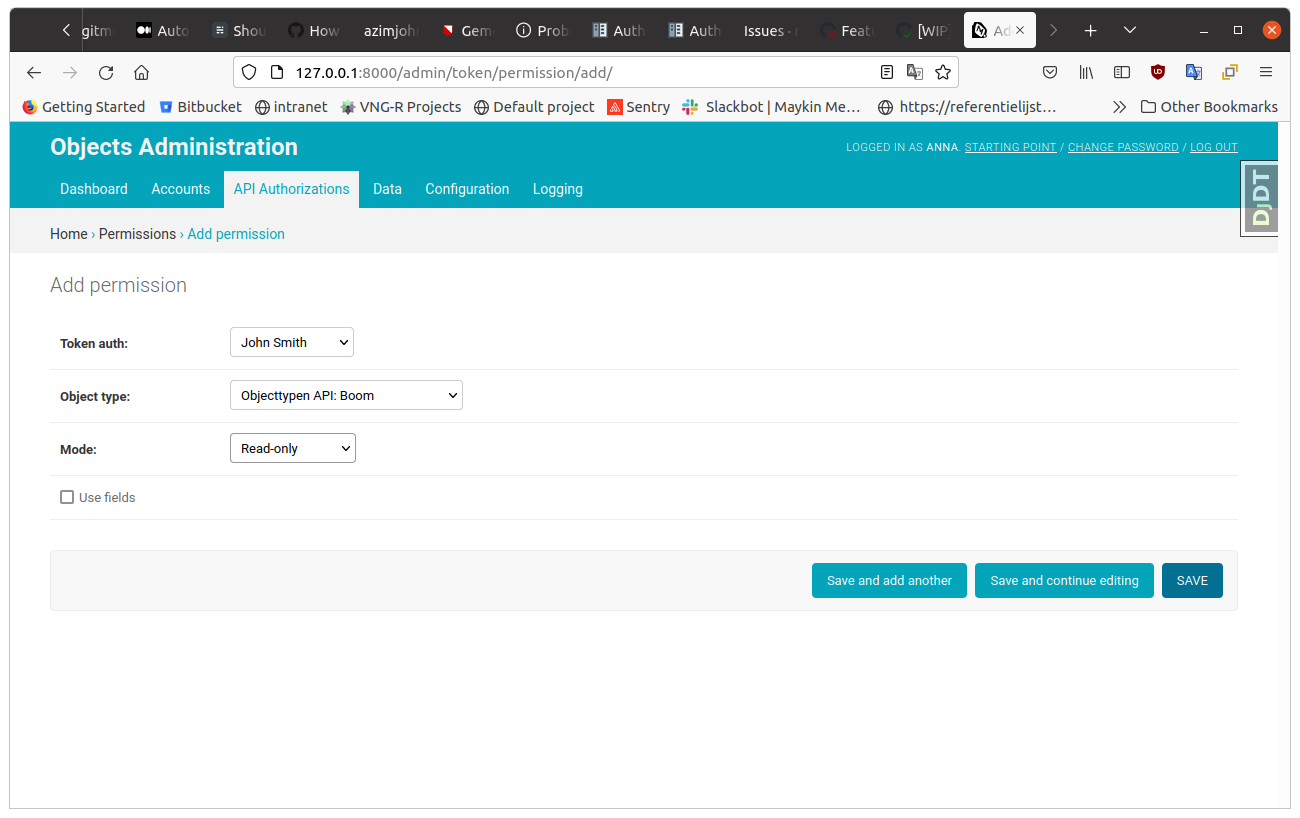 gitm Auto Shou How azimjoh Gem Prob Auth Auth Issues · Feat [WIP Ad
127.0.0.1:8000/admin/token/permission/add/
Getting Started Bitbucket intranet VNG-R Projects Default project Sentry Slackbot | Maykin Me… https://referentielijst… Other Bookmarks
Objects Administration
LOGGED IN AS ANNA. STARTING POINT / CHANGE PASSWORD / LOG OUT
Dashboard Accounts API Authorizations Data Configuration Logging
DjDT
Home › Permissions › Add permission
Add permission
Token auth: John Smith
Object type: Objecttypen API: Boom
Mode: Read-only
Use fields
Save and add another Save and continue editing SAVE